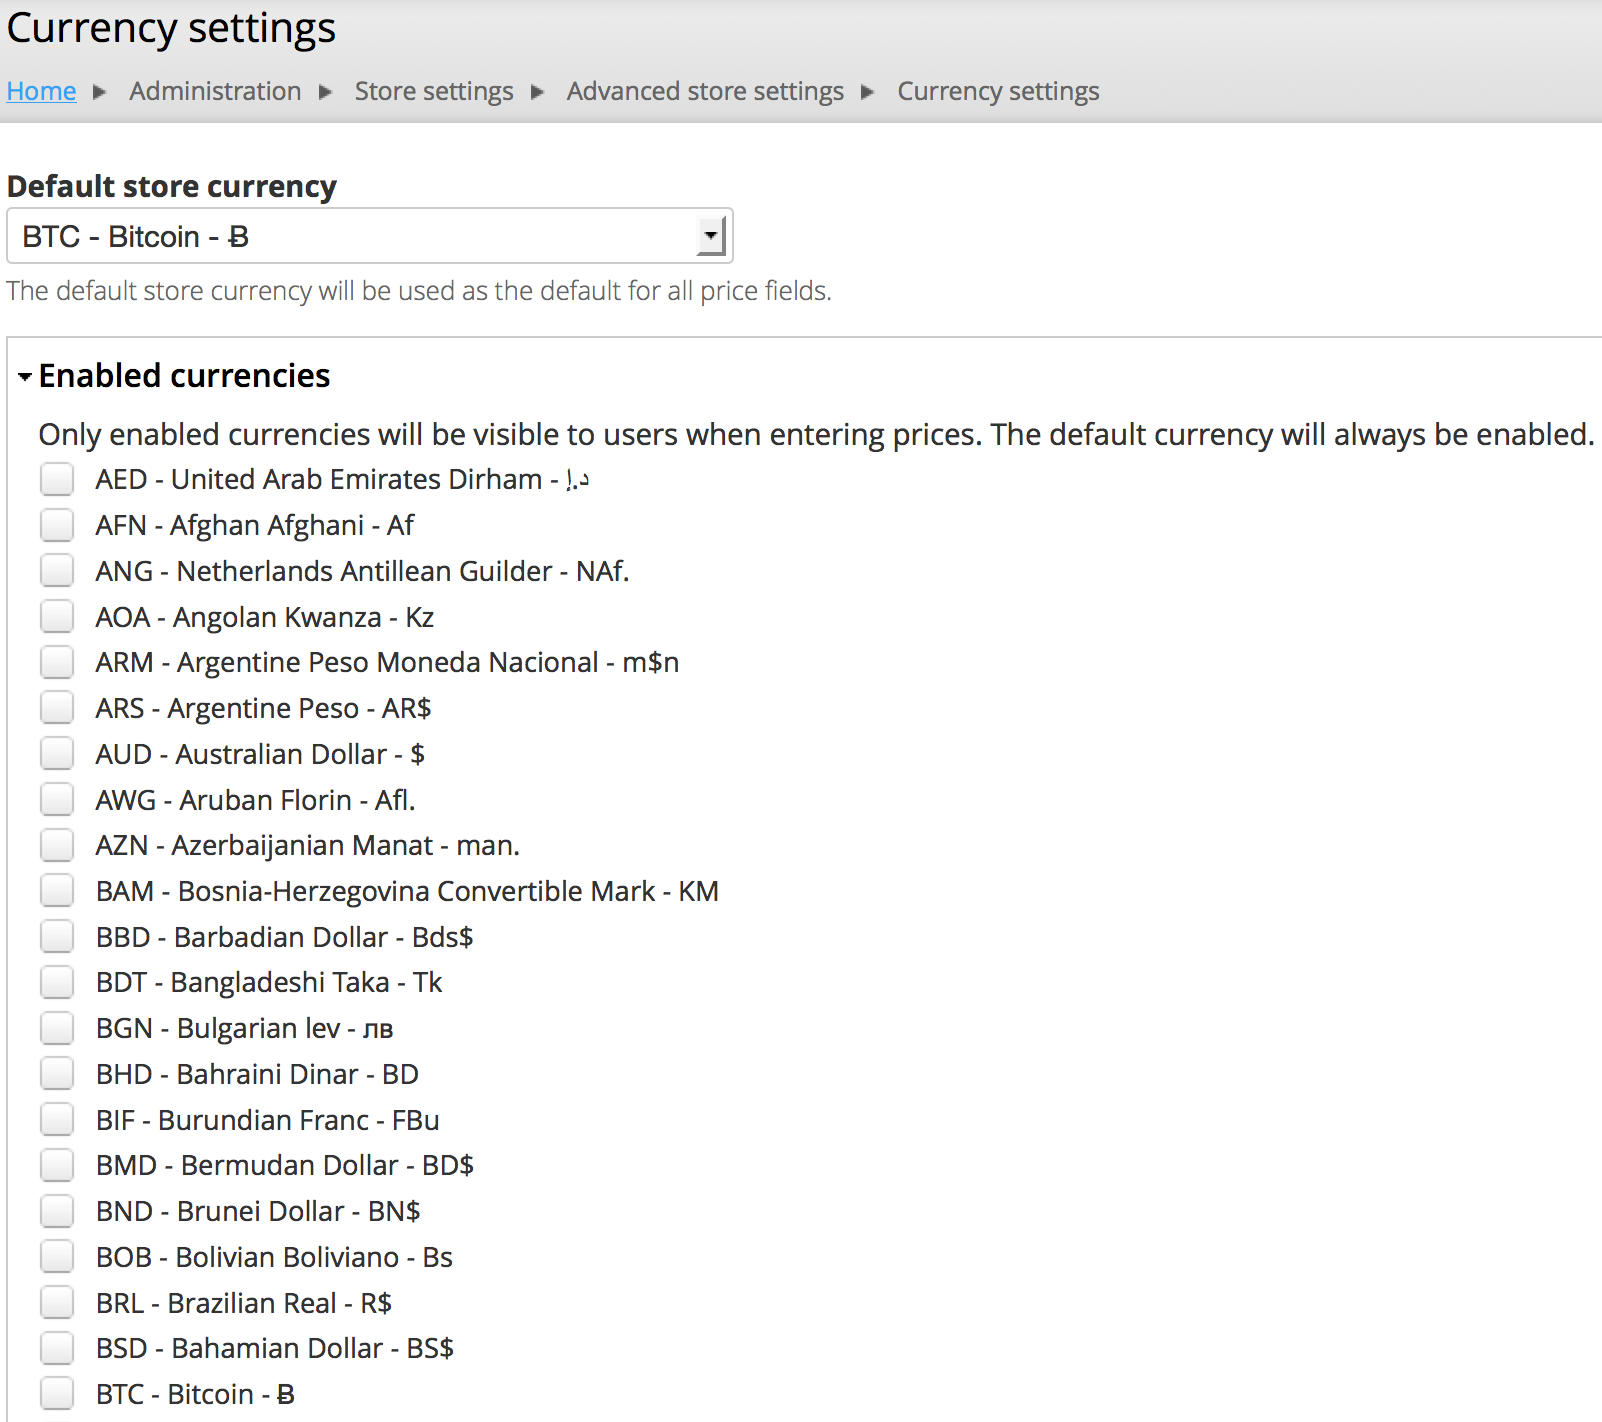 Currency settings
Home Administration Store settings Advanced store settings Currency settings
Default store currency
BTC - Bitcoin - Ƀ
The default store currency will be used as the default for all price fields.
Enabled currencies
Only enabled currencies will be visible to users when entering prices. The default currency will always be enabled.
AED - United Arab Emirates Dirham - د.إ
AFN - Afghan Afghani - Af
ANG - Netherlands Antillean Guilder - NAf.
AOA - Angolan Kwanza - Kz
ARM - Argentine Peso Moneda Nacional - m$n
ARS - Argentine Peso - AR$
AUD - Australian Dollar - $
AWG - Aruban Florin - Afl.
AZN - Azerbaijanian Manat - man.
BAM - Bosnia-Herzegovina Convertible Mark - KM
BBD - Barbadian Dollar - Bds$
BDT - Bangladeshi Taka - Tk
BGN - Bulgarian lev - лв
BHD - Bahraini Dinar - BD
BIF - Burundian Franc - FBu
BMD - Bermudan Dollar - BD$
BND - Brunei Dollar - BN$
BOB - Bolivian Boliviano - Bs
BRL - Brazilian Real - R$
BSD - Bahamian Dollar - BS$
BTC - Bitcoin - Ƀ